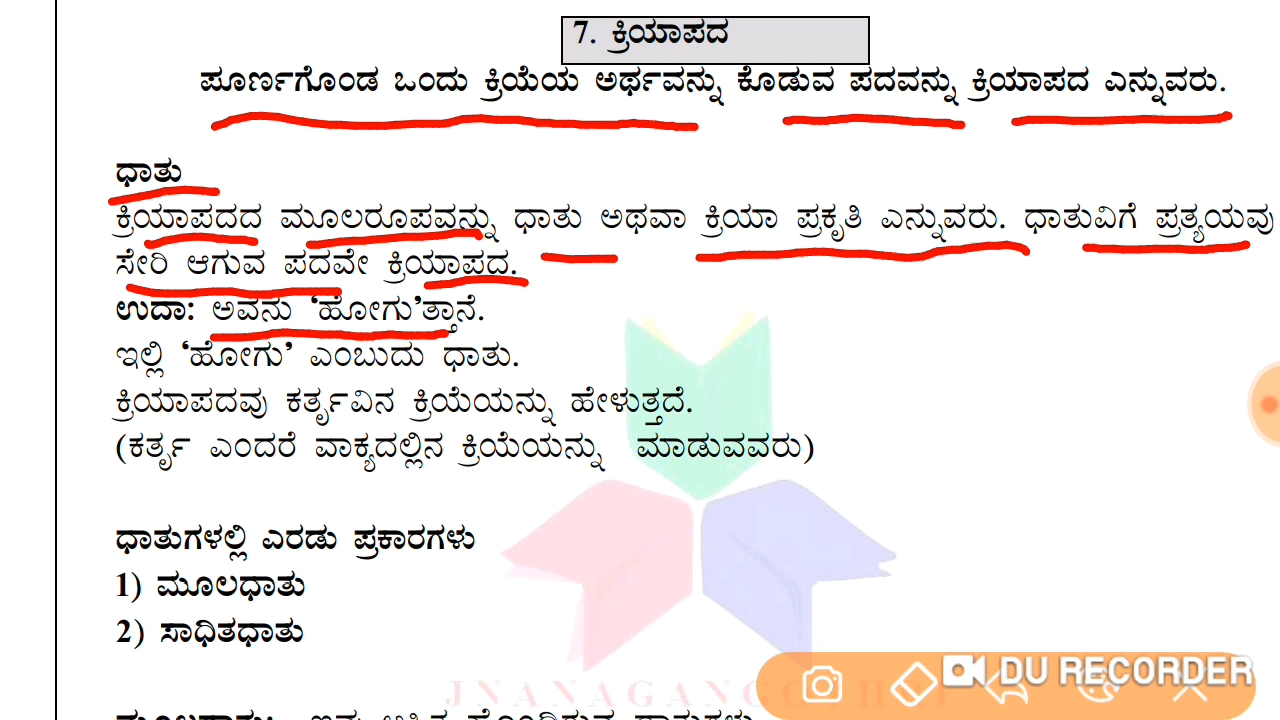 7. ಕ್ರಿಯಾಪದ
ಪೂರ್ಣಗೊಂಡ ಒಂದು ಕ್ರಿಯೆಯ ಅರ್ಥವನ್ನು ಕೊಡುವ ಪದವನ್ನು ಕ್ರಿಯಾಪದ ಎನ್ನುವರು.
ಧಾತು
ಕ್ರಿಯಾಪದದ ಮೂಲರೂಪವನ್ನು ಧಾತು ಅಥವಾ ಕ್ರಿಯಾ ಪ್ರಕೃತಿ ಎನ್ನುವರು. ಧಾತುವಿಗೆ ಪ್ರತ್ಯಯವು
ಸೇರಿ ಆಗುವ ಪದವೇ ಕ್ರಿಯಾಪದ.
ಉದಾ: ಅವನು ‘ಹೋಗು’ತ್ತಾನೆ.
ಇಲ್ಲಿ ‘ಹೋಗು’ ಎಂಬುದು ಧಾತು.
ಕ್ರಿಯಾಪದವು ಕರ್ತೃವಿನ ಕ್ರಿಯೆಯನ್ನು ಹೇಳುತ್ತದೆ.
(ಕರ್ತೃ ಎಂದರೆ ವಾಕ್ಯದಲ್ಲಿನ ಕ್ರಿಯೆಯನ್ನು ಮಾಡುವವರು)
ಧಾತುಗಳಲ್ಲಿ ಎರಡು ಪ್ರಕಾರಗಳು
1) ಮೂಲಧಾತು
2) ಸಾಧಿತಧಾತು
DU RECORDER